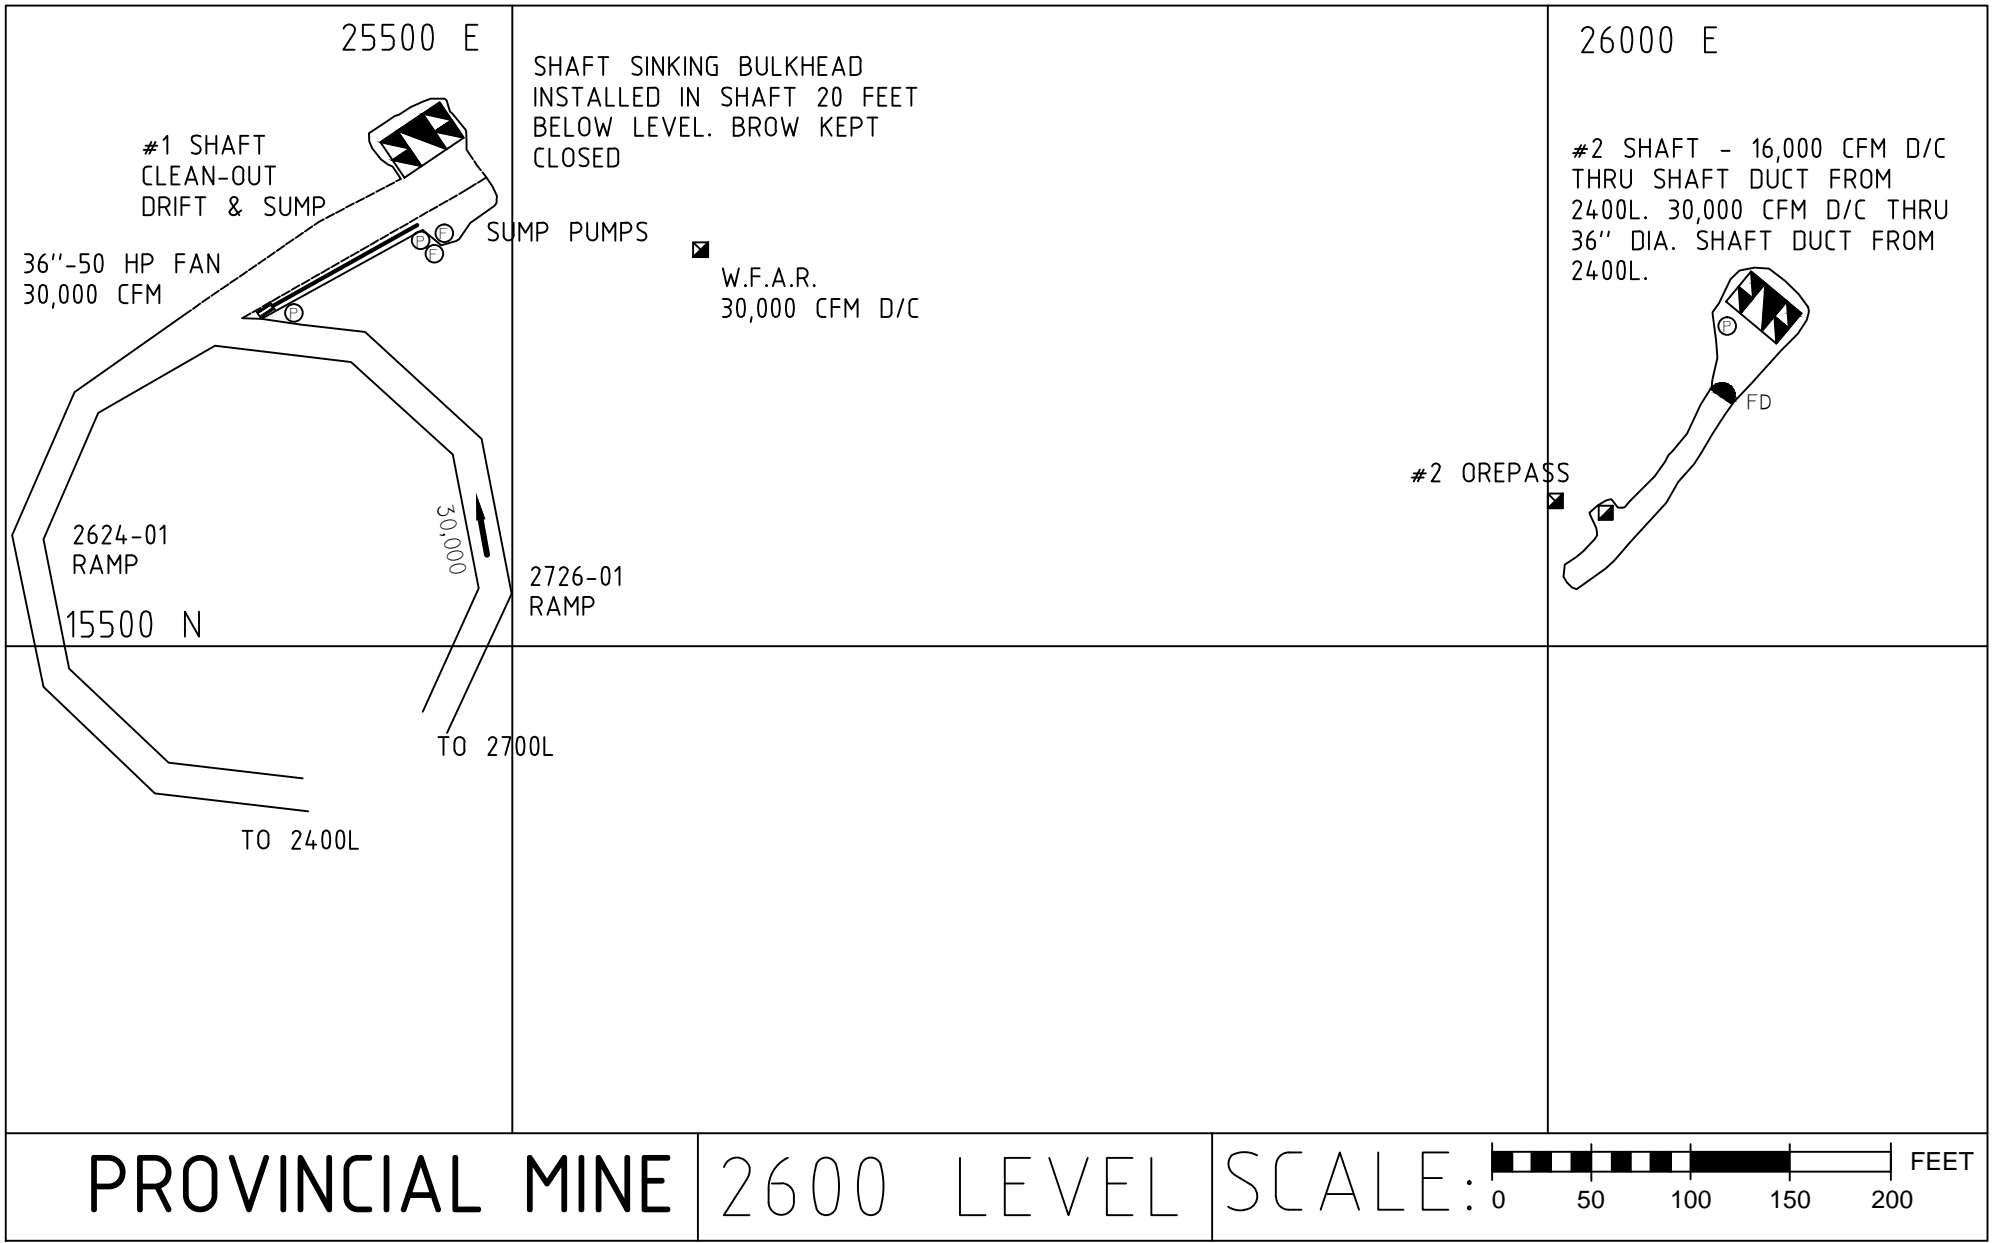 25500 E
26000 E
SHAFT SINKING BULKHEAD
INSTALLED IN SHAFT 20 FEET
BELOW LEVEL. BROW KEPT
CLOSED
#1 SHAFT
CLEAN-OUT
DRIFT & SUMP
#2 SHAFT - 16,000 CFM D/C
THRU SHAFT DUCT FROM
2400L. 30,000 CFM D/C THRU
36'' DIA. SHAFT DUCT FROM
2400L.
SUMP PUMPS
P
F
F
36''-50 HP FAN
30,000 CFM
P
W.F.A.R.
30,000 CFM D/C
P
FD
#2 OREPASS
30,000
2624-01
RAMP
2726-01
RAMP
15500 N
TO 2700L
TO 2400L
PROVINCIAL MINE
2600 LEVEL
SCALE:
0 50 100 150 200
FEET